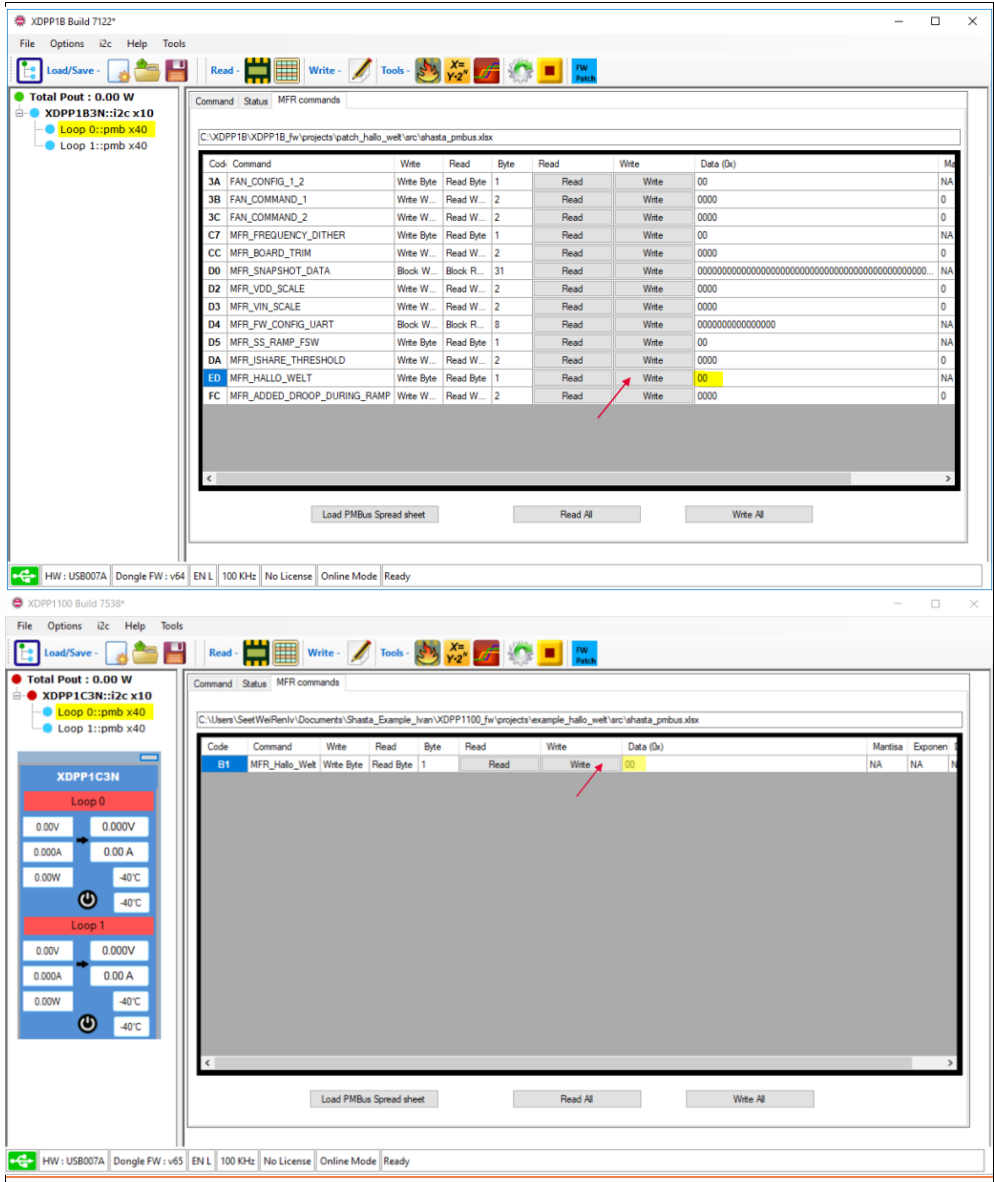 XDPP1B Build 7122*
File Options i2c Help Tools
Load/Save - Read - Write - Tools - X= Y·2ᴺ FW Patch
Total Pout : 0.00 W
XDPP1B3N::i2c x10
Loop 0::pmb x40
Loop 1::pmb x40
Command Status MFR commands
C:\XDPP1B\XDPP1B_fw\projects\patch_hallo_welt\src\shasta_pmbus.xlsx
Code Command Write Read Byte Read Write Data (0x) Ma
3A FAN_CONFIG_1_2 Write Byte Read Byte 1 Read Write 00 NA
3B FAN_COMMAND_1 Write W... Read W... 2 Read Write 0000 0
3C FAN_COMMAND_2 Write W... Read W... 2 Read Write 0000 0
C7 MFR_FREQUENCY_DITHER Write Byte Read Byte 1 Read Write 00 NA
CC MFR_BOARD_TRIM Write W... Read W... 2 Read Write 0000 0
D0 MFR_SNAPSHOT_DATA Block W... Block R... 31 Read Write 00000000000000000000000000000000000000000000000... NA
D2 MFR_VDD_SCALE Write W... Read W... 2 Read Write 0000 0
D3 MFR_VIN_SCALE Write W... Read W... 2 Read Write 0000 0
D4 MFR_FW_CONFIG_UART Block W... Block R... 8 Read Write 0000000000000000 NA
D5 MFR_SS_RAMP_FSW Write Byte Read Byte 1 Read Write 00 NA
DA MFR_ISHARE_THRESHOLD Write W... Read W... 2 Read Write 0000 0
ED MFR_HALLO_WELT Write Byte Read Byte 1 Read Write 00 NA
FC MFR_ADDED_DROOP_DURING_RAMP Write W... Read W... 2 Read Write 0000 0
Load PMBus Spread sheet Read All Write All
HW : USB007A Dongle FW : v64 EN L 100 KHz No License Online Mode Ready
XDPP1100 Build 7538*
File Options i2c Help Tools
Load/Save - Read - Write - Tools - X= Y·2ᴺ FW Patch
Total Pout : 0.00 W
XDPP1C3N::i2c x10
Loop 0::pmb x40
Loop 1::pmb x40
XDPP1C3N
Loop 0
0.00V 0.000V
0.000A 0.00 A
0.00W -40°C
-40°C
Loop 1
0.00V 0.000V
0.000A 0.00 A
0.00W -40°C
-40°C
Command Status MFR commands
C:\Users\SeetWeiRenIv\Documents\Shasta_Example_Ivan\XDPP1100_fw\projects\example_hallo_welt\src\shasta_pmbus.xlsx
Code Command Write Read Byte Read Write Data (0x) Mantisa Exponen
B1 MFR_Hallo_Welt Write Byte Read Byte 1 Read Write 00 NA NA N
Load PMBus Spread sheet Read All Write All
HW : USB007A Dongle FW : v65 EN L 100 KHz No License Online Mode Ready